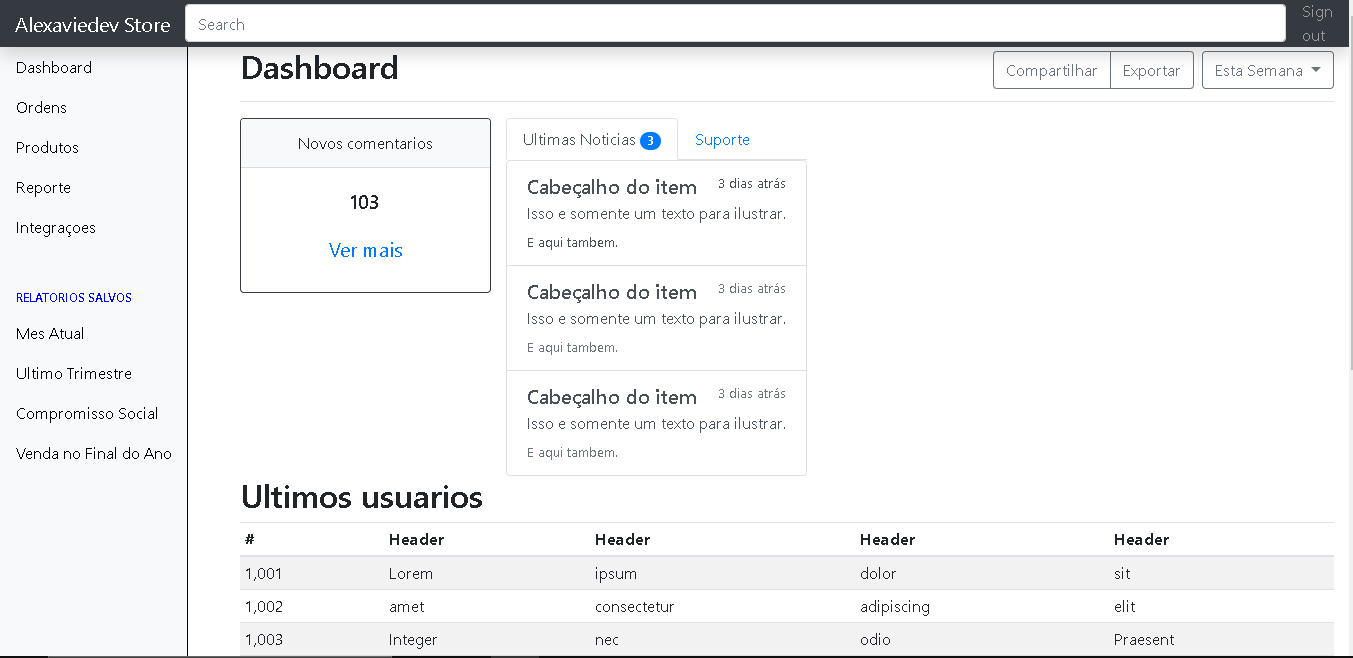 Alexaviedev Store
Search
Sign
out
Dashboard
Ordens
Produtos
Reporte
Integraçoes
RELATORIOS SALVOS
Mes Atual
Ultimo Trimestre
Compromisso Social
Venda no Final do Ano
Dashboard
Compartilhar Exportar Esta Semana
Novos comentarios
103
Ver mais
Ultimas Noticias 3 Suporte
Cabeçalho do item 3 dias atrás
Isso e somente um texto para ilustrar.
E aqui tambem.
Cabeçalho do item 3 dias atrás
Isso e somente um texto para ilustrar.
E aqui tambem.
Cabeçalho do item 3 dias atrás
Isso e somente um texto para ilustrar.
E aqui tambem.
Ultimos usuarios
# Header Header Header Header
1,001 Lorem ipsum dolor sit
1,002 amet consectetur adipiscing elit
1,003 Integer nec odio Praesent